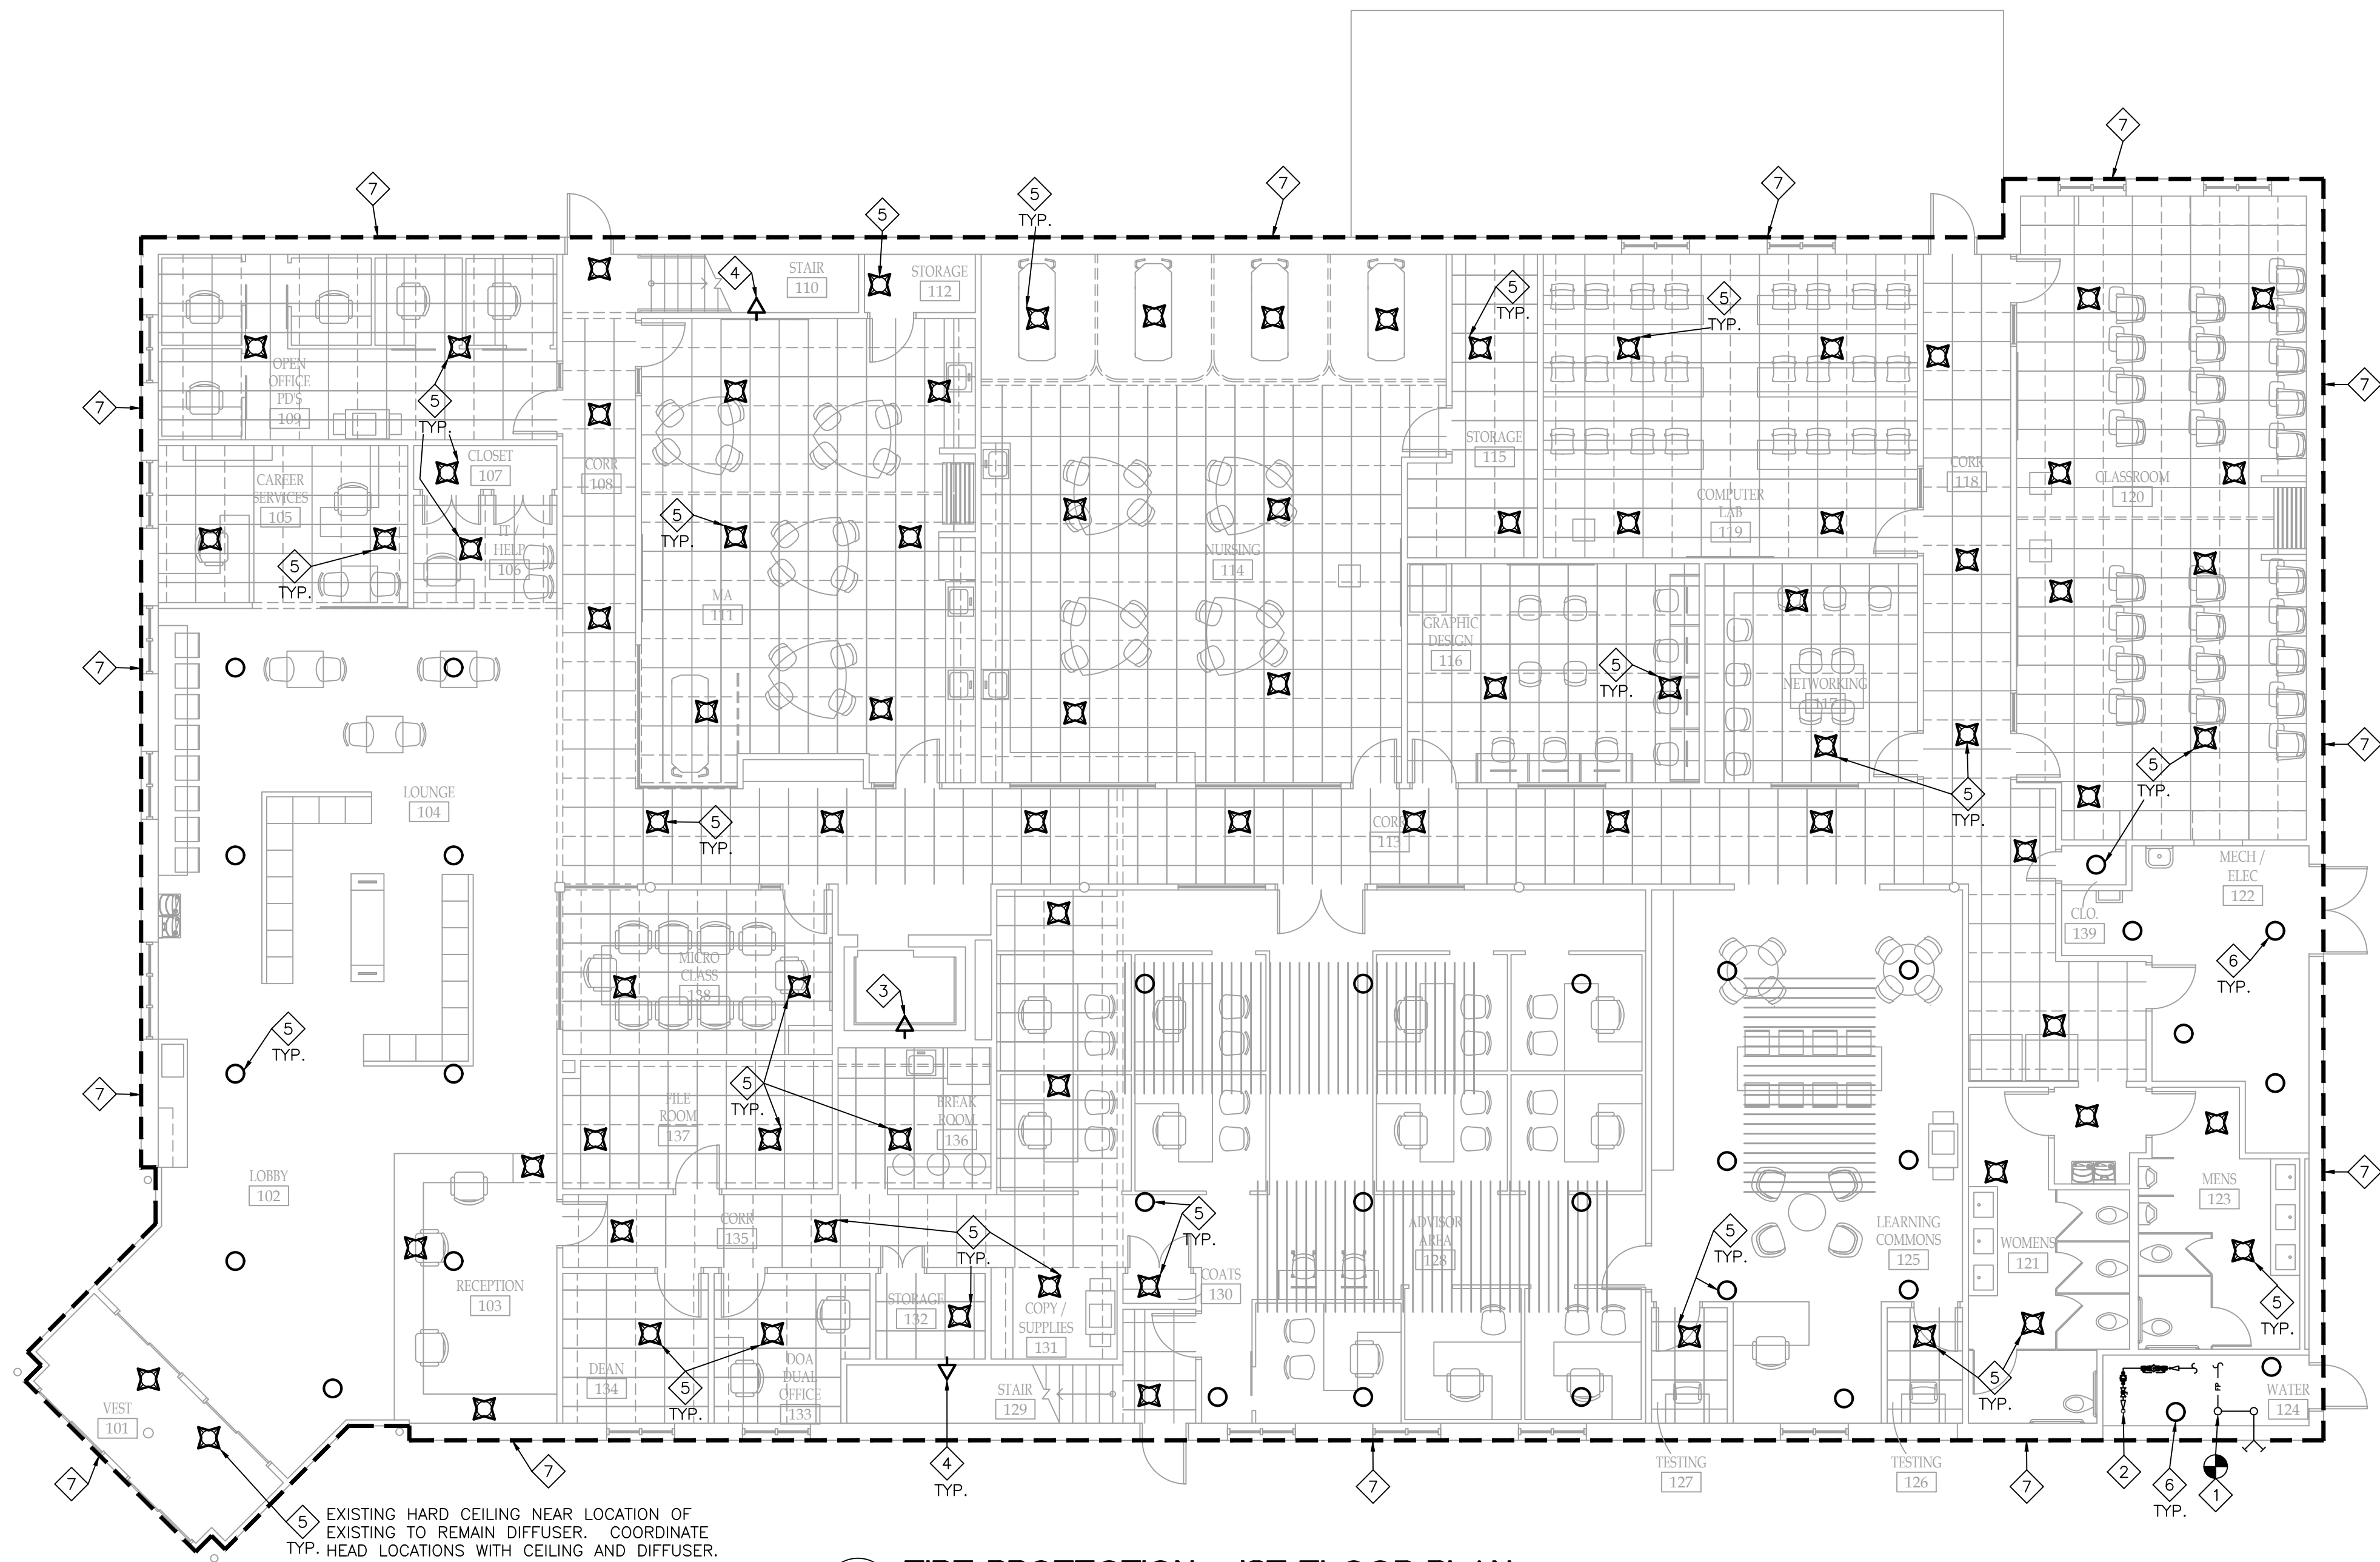 7
7
7
7
5
TYP.
5
4
STAIR
110
STORAGE
112
5
TYP.
5
TYP.
OPEN
OFFICE
PD'S
109
7
5
TYP.
7
CLOSET
107
CORR
108
STORAGE
115
CORR
118
CLASSROOM
120
CAREER
SERVICES
105
COMPUTER
LAB
119
5
TYP.
IT /
HELP
106
5
TYP.
NURSING
114
MA
111
GRAPHIC
DESIGN
116
7
5
TYP.
NETWORKING
117
7
LOUNGE
104
5
TYP.
5
TYP.
5
TYP.
CORR
113
MECH /
ELEC
122
CLO.
139
MICRO
CLASS
138
6
TYP.
3
5
TYP.
7
5
TYP.
FILE
ROOM
137
BREAK
ROOM
136
LOBBY
102
7
MENS
123
CORR
135
5
TYP.
5
TYP.
ADVISOR
AREA
128
5
TYP.
LEARNING
COMMONS
125
WOMENS
121
RECEPTION
103
COATS
130
STORAGE
132
COPY /
SUPPLIES
131
5
TYP.
DEAN
134
DOA
DUAL
OFFICE
133
5
TYP.
STAIR
129
5
TYP.
FP
WATER
124
VEST
101
7
7
4
TYP.
7
TESTING
127
TESTING
126
7
2
6
TYP.
1
5
TYP.
EXISTING HARD CEILING NEAR LOCATION OF
EXISTING TO REMAIN DIFFUSER. COORDINATE
HEAD LOCATIONS WITH CEILING AND DIFFUSER.